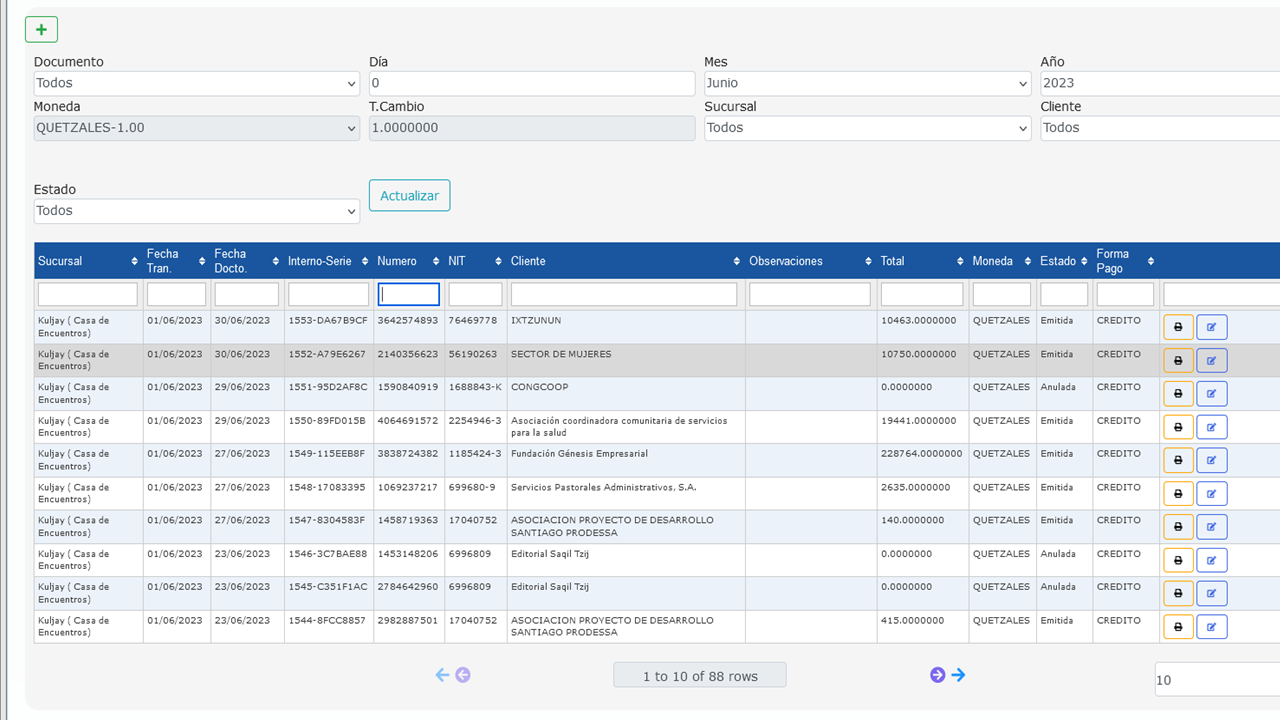 +
Documento Día Mes Año
Todos 0 Junio 2023
Moneda T.Cambio Sucursal Cliente
QUETZALES-1.00 1.0000000 Todos Todos
Estado
Todos Actualizar
Sucursal Fecha Tran. Fecha Docto. Interno-Serie Numero NIT Cliente Observaciones Total Moneda Estado Forma Pago
Kuljay ( Casa de Encuentros) 01/06/2023 30/06/2023 1553-DA67B9CF 3642574893 76469778 IXTZUNUN 10463.0000000 QUETZALES Emitida CREDITO
Kuljay ( Casa de Encuentros) 01/06/2023 30/06/2023 1552-A79E6267 2140356623 56190203 SECTOR DE MUJERES 10750.0000000 QUETZALES Emitida CREDITO
Kuljay ( Casa de Encuentros) 01/06/2023 29/06/2023 1551-95D2AF8C 1590840919 1688843-K CONGCOOP 0.0000000 QUETZALES Anulada CREDITO
Kuljay ( Casa de Encuentros) 01/06/2023 29/06/2023 1550-89FD015B 4064691572 2254946-3 Asociación coordinadora comunitaria de servicios para la salud 19441.0000000 QUETZALES Emitida CREDITO
Kuljay ( Casa de Encuentros) 01/06/2023 27/06/2023 1549-115EEB8F 3838724382 1185424-3 Fundación Génesis Empresarial 228764.0000000 QUETZALES Emitida CREDITO
Kuljay ( Casa de Encuentros) 01/06/2023 27/06/2023 1548-17083395 1069237217 699680-9 Servicios Pastorales Administrativos, S.A. 2635.0000000 QUETZALES Emitida CREDITO
Kuljay ( Casa de Encuentros) 01/06/2023 27/06/2023 1547-8304583F 1458719363 17040752 ASOCIACION PROYECTO DE DESARROLLO SANTIAGO PRODESSA 140.0000000 QUETZALES Emitida CREDITO
Kuljay ( Casa de Encuentros) 01/06/2023 23/06/2023 1546-3C7BAE88 1453148206 6996809 Editorial Saqil Tzij 0.0000000 QUETZALES Anulada CREDITO
Kuljay ( Casa de Encuentros) 01/06/2023 23/06/2023 1545-C351F1AC 2784642960 6996809 Editorial Saqil Tzij 0.0000000 QUETZALES Anulada CREDITO
Kuljay ( Casa de Encuentros) 01/06/2023 23/06/2023 1544-8FCC8857 2982887501 17040752 ASOCIACION PROYECTO DE DESARROLLO SANTIAGO PRODESSA 415.0000000 QUETZALES Emitida CREDITO
1 to 10 of 88 rows 10